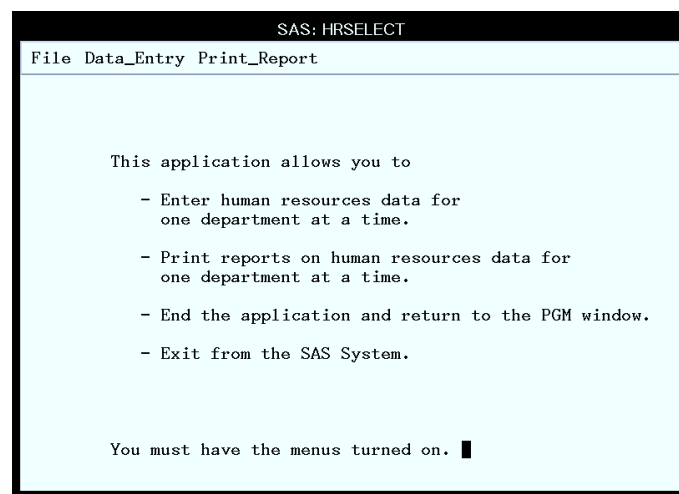 SAS: HRSELECT
File Data_Entry Print_Report
This application allows you to
- Enter human resources data for
one department at a time.
- Print reports on human resources data for
one department at a time.
- End the application and return to the PGM window.
- Exit from the SAS System.
You must have the menus turned on.